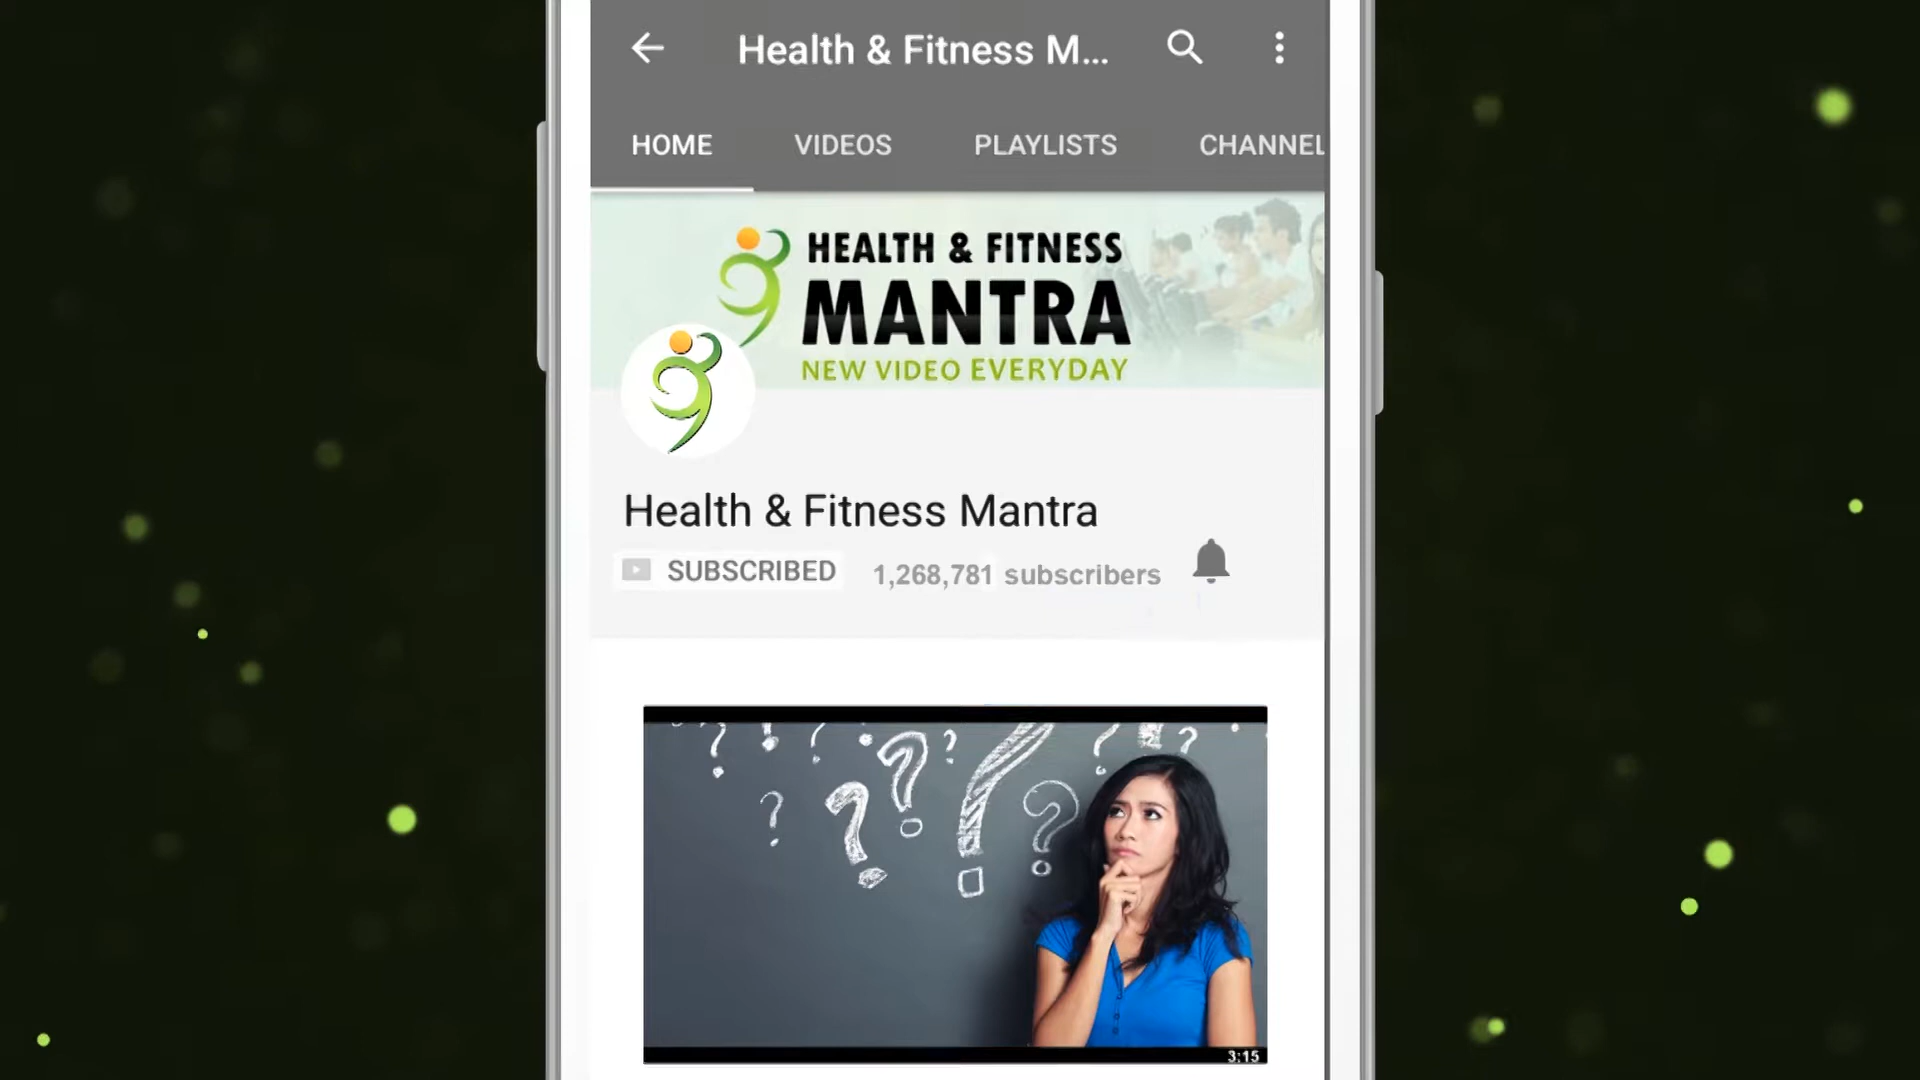 Health & Fitness M...
HOME VIDEOS PLAYLISTS CHANNEL
HEALTH & FITNESS
MANTRA
NEW VIDEO EVERYDAY
Health & Fitness Mantra
SUBSCRIBED 1,268,781 subscribers
? ? ? ? ? ? ? ? ? ?
3:15